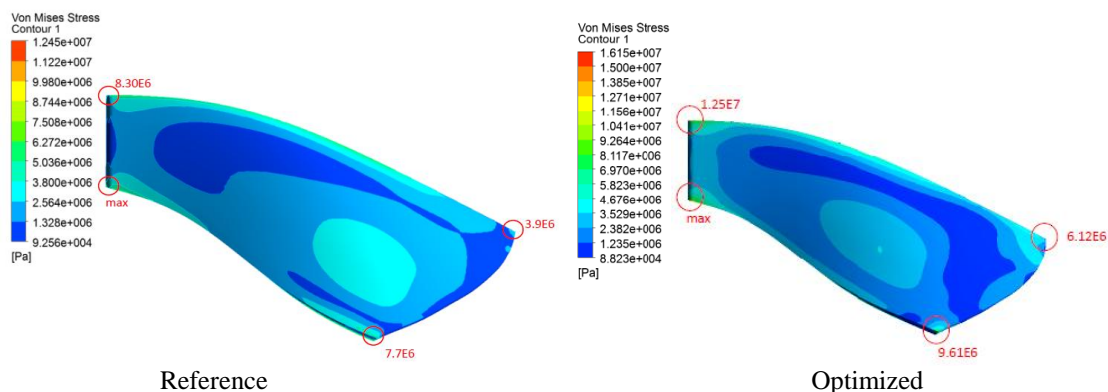 Von Mises Stress
Contour 1
1.245e+007
1.122e+007
9.980e+006
8.744e+006
7.508e+006
6.272e+006
5.036e+006
3.800e+006
2.564e+006
1.328e+006
9.256e+004
[Pa]
8.30E6
max
3.9E6
7.7E6
Reference
Von Mises Stress
Contour 1
1.615e+007
1.500e+007
1.385e+007
1.271e+007
1.156e+007
1.041e+007
9.264e+006
8.117e+006
6.970e+006
5.823e+006
4.676e+006
3.529e+006
2.382e+006
1.235e+006
8.823e+004
[Pa]
1.25E7
max
6.12E6
9.61E6
Optimized